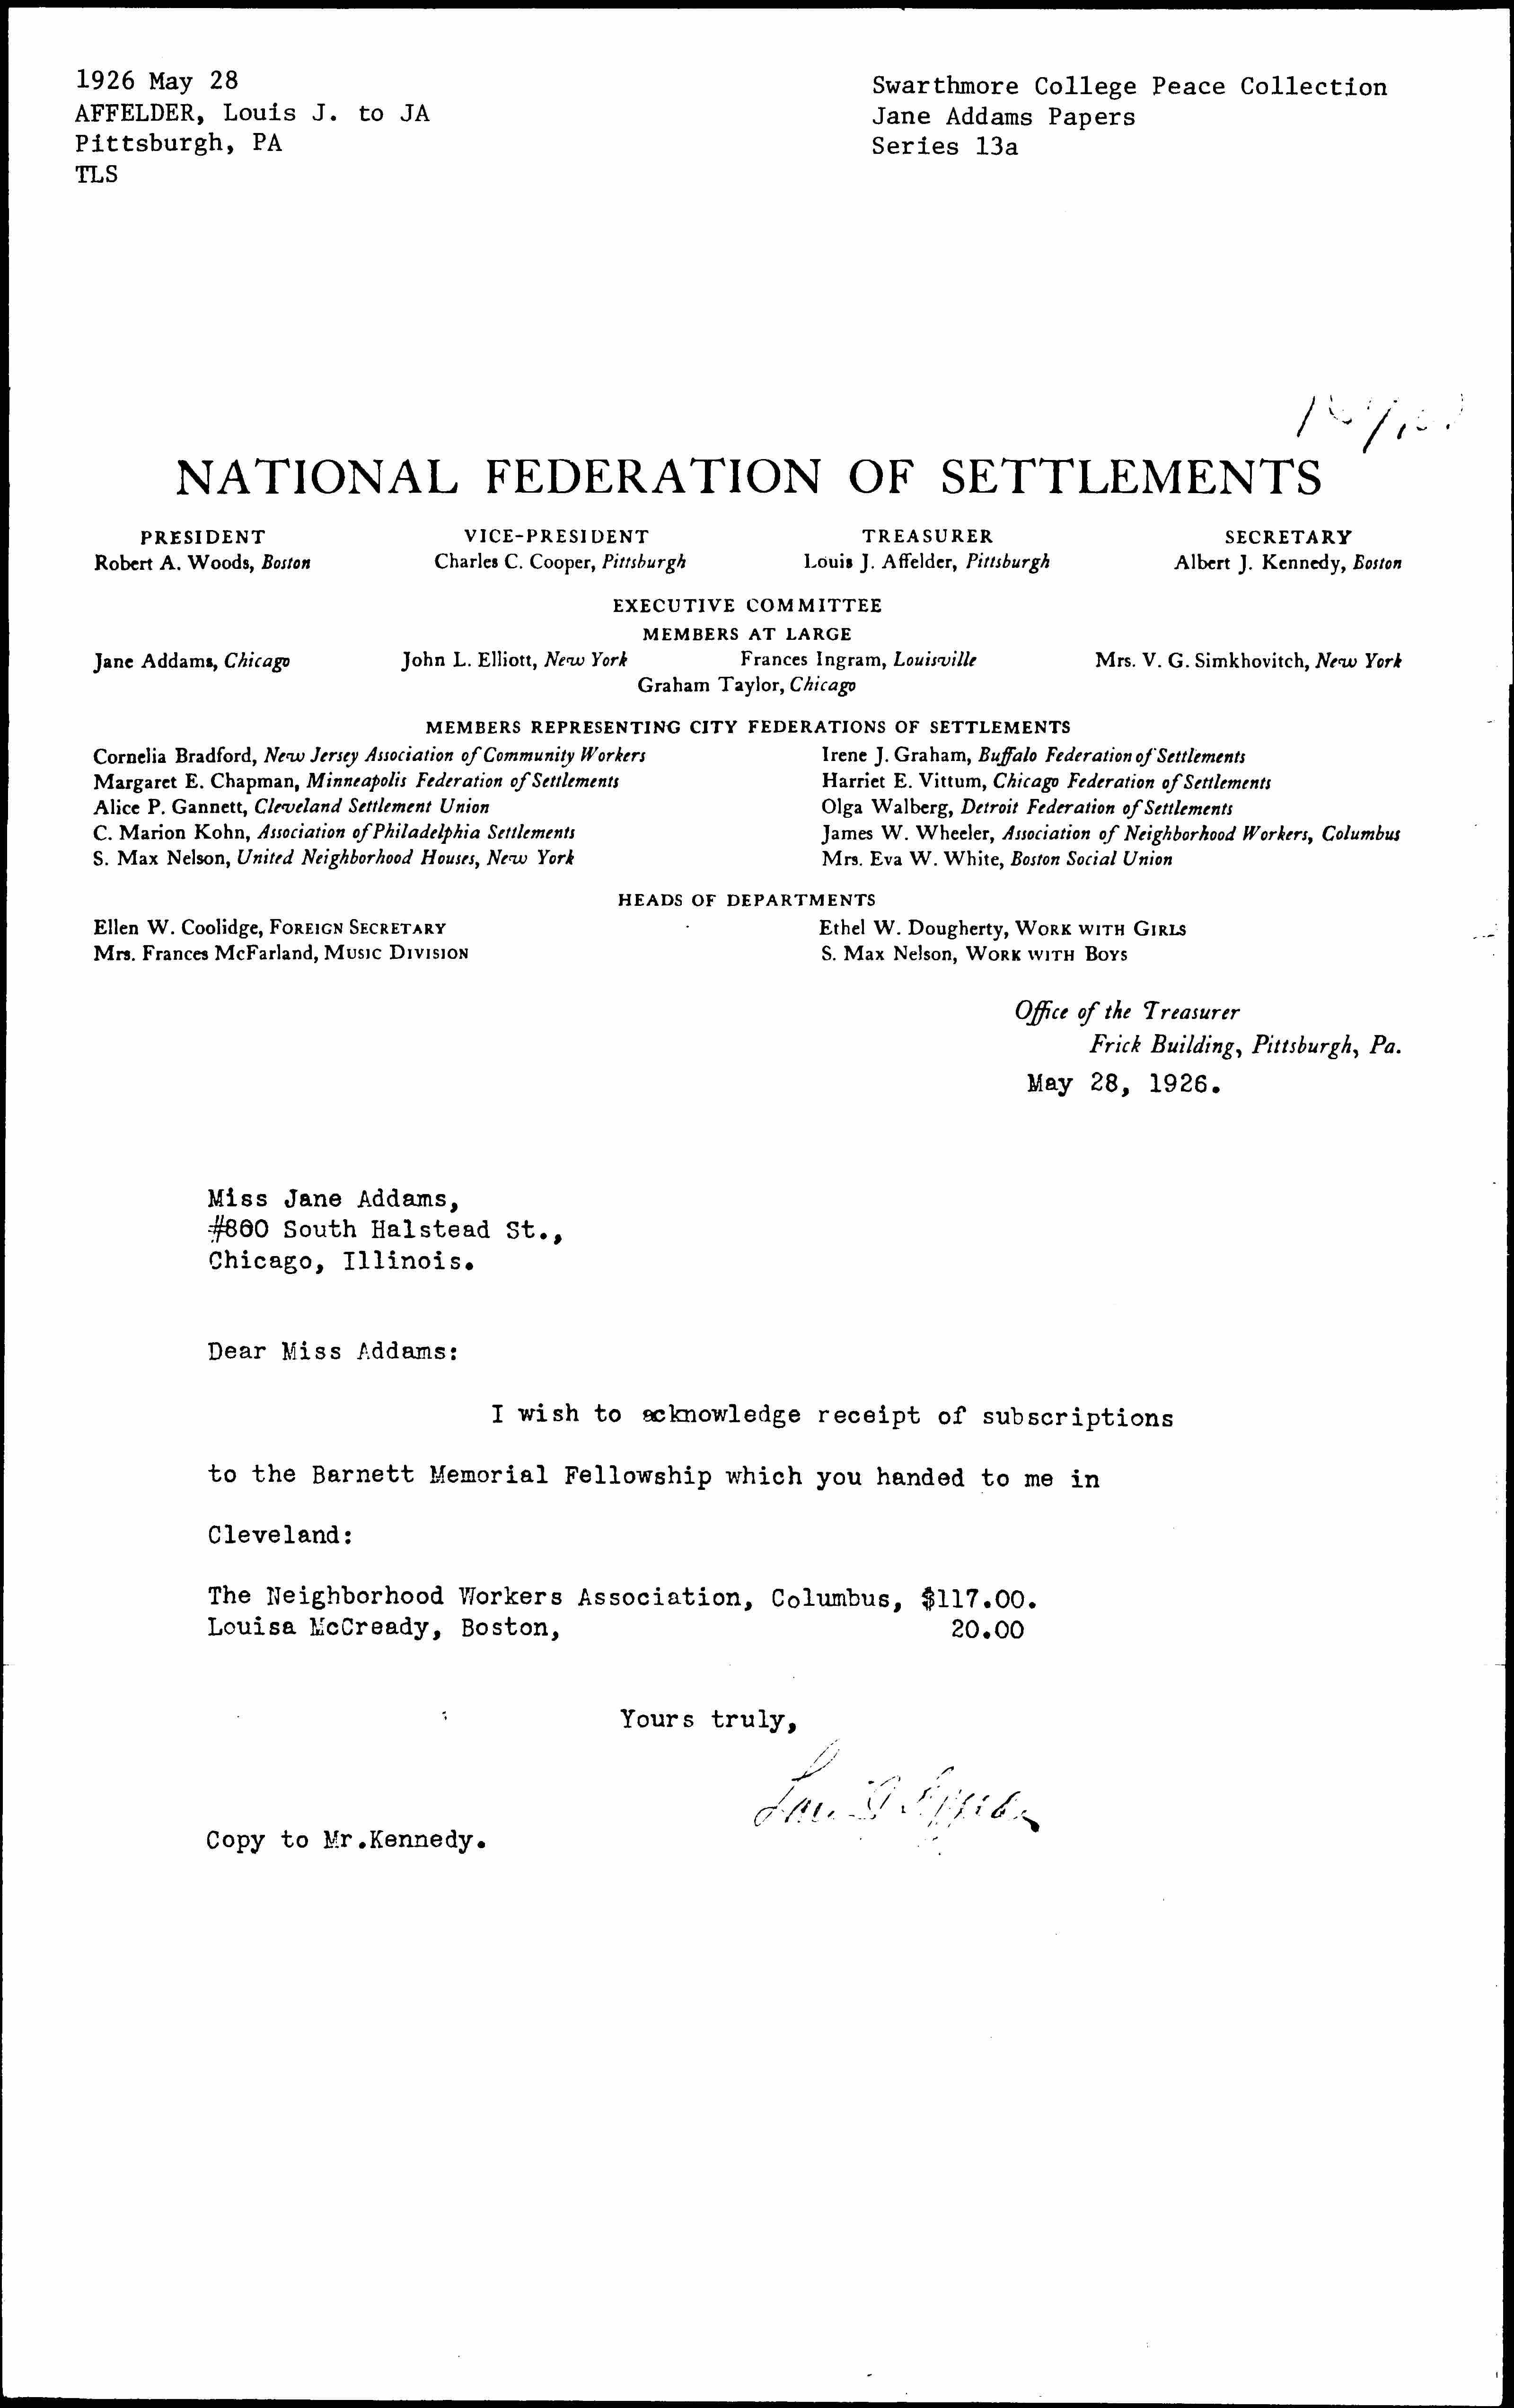 1926 May 28
AFFELDER, Louis J. to JA
Pittsburgh, PA
TLS
Swarthmore College Peace Collection
Jane Addams Papers
Series 13a
NATIONAL FEDERATION OF SETTLEMENTS
PRESIDENT VICE-PRESIDENT TREASURER SECRETARY
Robert A. Woods, Boston Charles C. Cooper, Pittsburgh Louis J. Affelder, Pittsburgh Albert J. Kennedy, Boston
EXECUTIVE COMMITTEE
MEMBERS AT LARGE
Jane Addams, Chicago John L. Elliott, New York Frances Ingram, Louisville Mrs. V. G. Simkhovitch, New York
Graham Taylor, Chicago
MEMBERS REPRESENTING CITY FEDERATIONS OF SETTLEMENTS
Cornelia Bradford, New Jersey Association of Community Workers
Margaret E. Chapman, Minneapolis Federation of Settlements
Alice P. Gannett, Cleveland Settlement Union
C. Marion Kohn, Association of Philadelphia Settlements
S. Max Nelson, United Neighborhood Houses, New York
Irene J. Graham, Buffalo Federation of Settlements
Harriet E. Vittum, Chicago Federation of Settlements
Olga Walberg, Detroit Federation of Settlements
James W. Wheeler, Association of Neighborhood Workers, Columbus
Mrs. Eva W. White, Boston Social Union
HEADS OF DEPARTMENTS
Ellen W. Coolidge, FOREIGN SECRETARY
Mrs. Frances McFarland, MUSIC DIVISION
Ethel W. Dougherty, WORK WITH GIRLS
S. Max Nelson, WORK WITH BOYS
Office of the Treasurer
Frick Building, Pittsburgh, Pa.
May 28, 1926.
Miss Jane Addams,
#800 South Halstead St.,
Chicago, Illinois.
Dear Miss Addams:
I wish to acknowledge receipt of subscriptions
to the Barnett Memorial Fellowship which you handed to me in
Cleveland:
The Neighborhood Workers Association, Columbus, $117.00.
Louisa McCready, Boston, 20.00
Yours truly,
Copy to Mr.Kennedy.